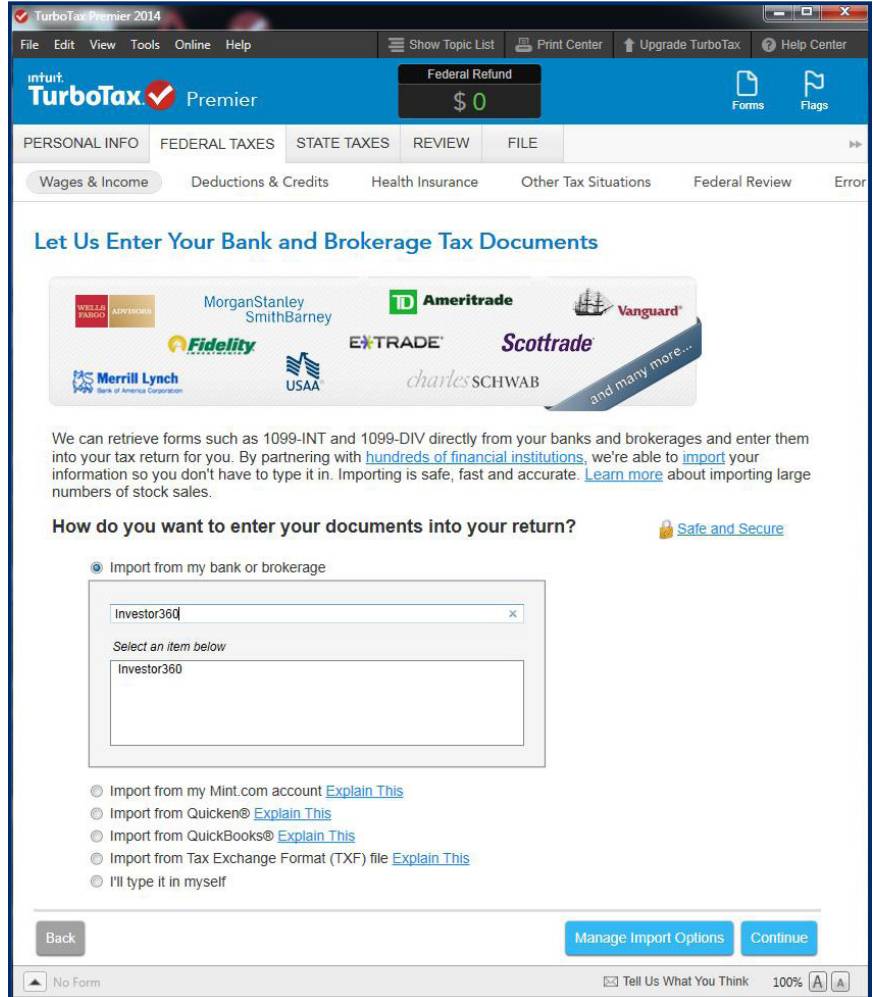 TurboTax Premier 2014
File Edit View Tools Online Help Show Topic List Print Center Upgrade TurboTax Help Center
intuit.
TurboTax Premier
Federal Refund
$ 0
Forms Flags
PERSONAL INFO FEDERAL TAXES STATE TAXES REVIEW FILE
Wages & Income Deductions & Credits Health Insurance Other Tax Situations Federal Review Error
Let Us Enter Your Bank and Brokerage Tax Documents
WELLS FARGO ADVISORS
MorganStanley
SmithBarney
TD Ameritrade
Vanguard
Fidelity
INVESTMENTS
E*TRADE
Scottrade
Merrill Lynch
Bank of America Corporation
USAA
charles SCHWAB
and many more...
We can retrieve forms such as 1099-INT and 1099-DIV directly from your banks and brokerages and enter them
into your tax return for you. By partnering with hundreds of financial institutions, we're able to import your
information so you don't have to type it in. Importing is safe, fast and accurate. Learn more about importing large
numbers of stock sales.
How do you want to enter your documents into your return? Safe and Secure
Import from my bank or brokerage
Investor360
Select an item below
Investor360
Import from my Mint.com account Explain This
Import from Quicken® Explain This
Import from QuickBooks® Explain This
Import from Tax Exchange Format (TXF) file Explain This
I'll type it in myself
Back Manage Import Options Continue
No Form Tell Us What You Think 100% A A